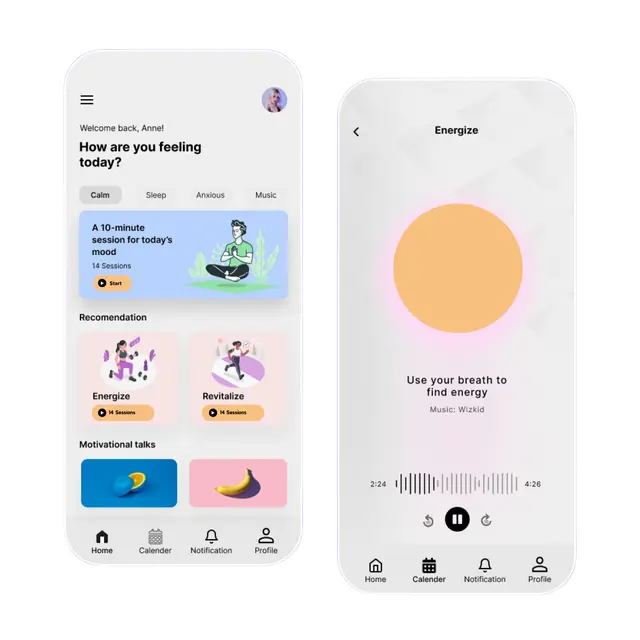 Welcome back, Anne!
How are you feeling
today?
Calm
Sleep
Anxious
Music
A 10-minute
session for today's
mood
14 Sessions
Start
Recomendation
Energize
14 Sessions
Revitalize
14 Sessions
Motivational talks
Home
Calender
Notification
Profile
Energize
Use your breath to
find energy
Music: Wizkid
2:24
4:26
Home
Calender
Notification
Profile